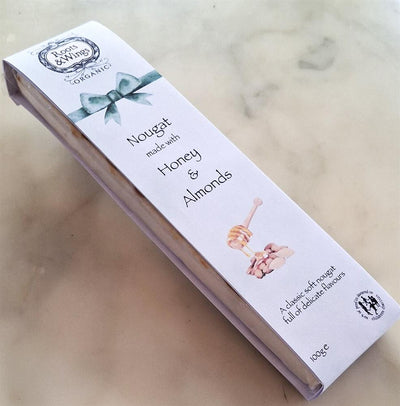 Roots
&Wings
ORGANIC
Nougat
made with
Honey
&
Almonds
A classic soft nougat
full of delicate flavours
100g e